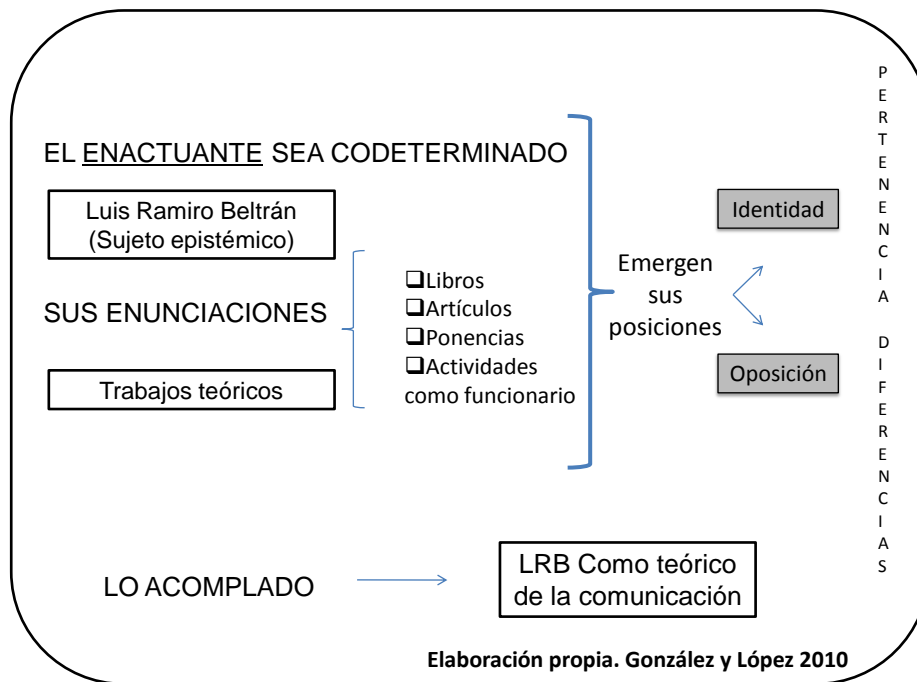 EL ENACTUANTE SEA CODETERMINADO
Luis Ramiro Beltrán
(Sujeto epistémico)
SUS ENUNCIACIONES
Trabajos teóricos
❑Libros
❑Artículos
❑Ponencias
❑Actividades
como funcionario
Emergen
sus
posiciones
Identidad
Oposición
PERTENENCIA DIFERENCIAS
LO ACOMPLADO
LRB Como teórico
de la comunicación
Elaboración propia. González y López 2010